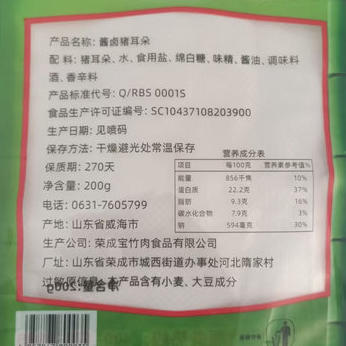 产品名称: 酱卤猪耳朵
配 料: 猪耳朵、水、食用盐、绵白糖、味精、酱油、调味料
酒、香辛料
产品标准代号: Q/RBS 0001S
食品生产许可证编号: SC10437108203900
生产日期: 见喷码
保存方法: 干燥避光处常温保存
保质期: 270天
净含量: 200g
电话: 0631-7605799
产地: 山东省威海市
营养成分表
项目 每100克 营养素参考值%
能量 856千焦 10%
蛋白质 22.2克 37%
脂肪 9.3克 16%
碳水化合物 7.9克 3%
钠 594毫克 30%
生产公司: 荣成宝竹肉食品有限公司
厂址: 山东省荣成市城西街道办事处河北隋家村
过敏原信息: 本产品含有小麦、大豆成分
净含量:200g